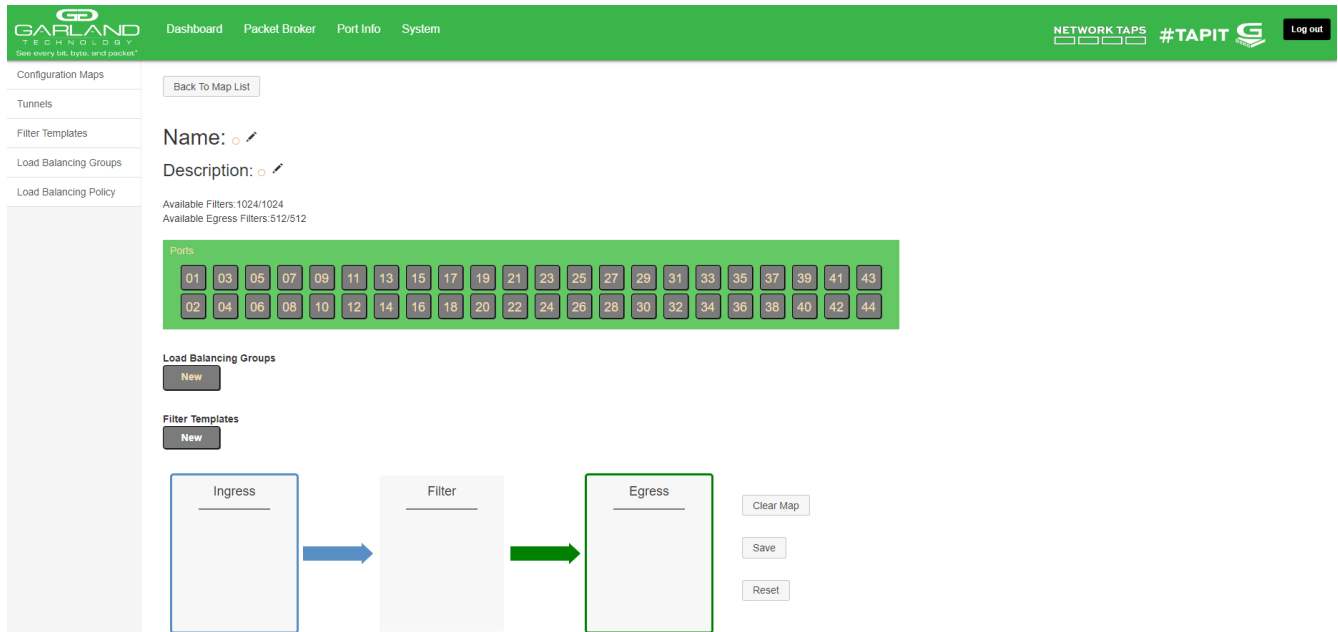 GARLAND
TECHNOLOGY
See every bit, byte, and packet®
Dashboard Packet Broker Port Info System
NETWORK TAPS
#TAPIT
Log out
Configuration Maps
Tunnels
Filter Templates
Load Balancing Groups
Load Balancing Policy
Back To Map List
Name:
Description:
Available Filters:1024/1024
Available Egress Filters:512/512
Ports
01 03 05 07 09 11 13 15 17 19 21 23 25 27 29 31 33 35 37 39 41 43
02 04 06 08 10 12 14 16 18 20 22 24 26 28 30 32 34 36 38 40 42 44
Load Balancing Groups
New
Filter Templates
New
Ingress Filter Egress
Clear Map
Save
Reset